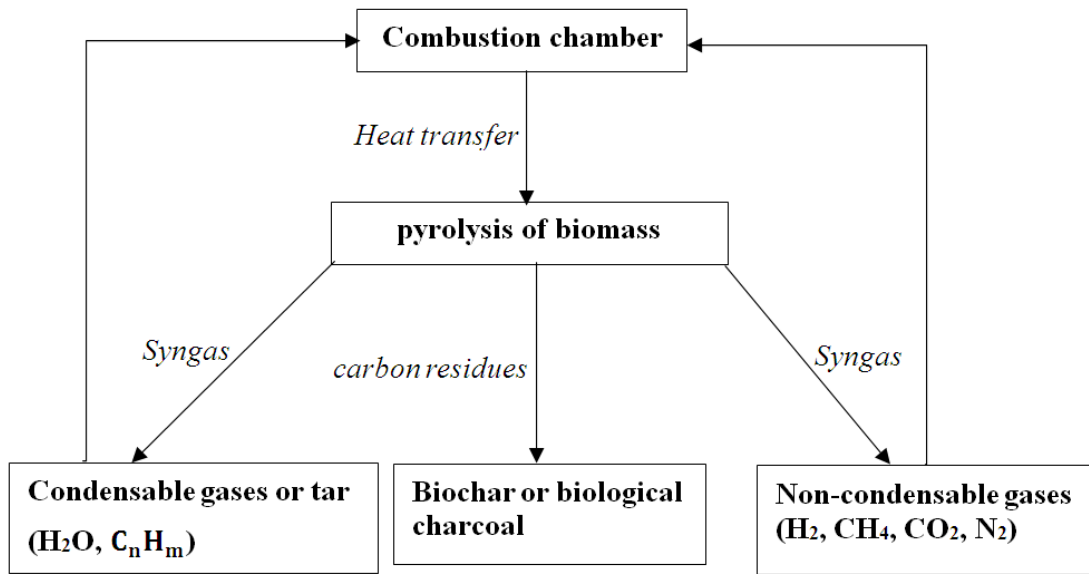 Combustion chamber
Heat transfer
pyrolysis of biomass
Syngas
carbon residues
Syngas
Condensable gases or tar
(H₂O, CₙHₘ)
Biochar or biological
charcoal
Non-condensable gases
(H₂, CH₄, CO₂, N₂)